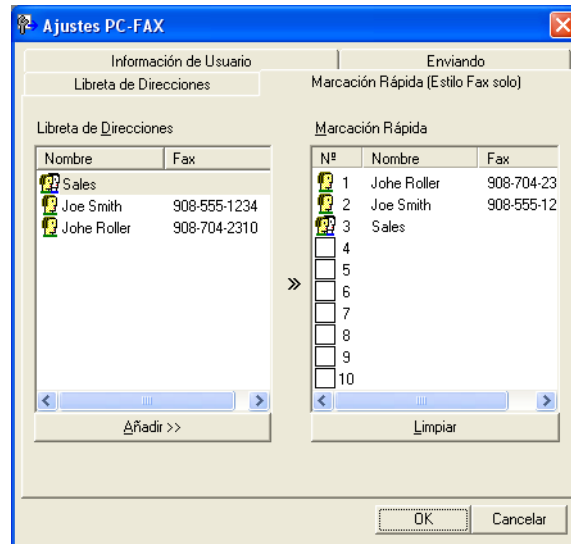 Ajustes PC-FAX
Información de Usuario
Enviando
Libreta de Direcciones
Marcación Rápida (Estilo Fax solo)
Libreta de Direcciones
Nombre Fax
Sales
Joe Smith 908-555-1234
Johe Roller 908-704-2310
Añadir >>
»
Marcación Rápida
Nº Nombre Fax
1 Johe Roller 908-704-23
2 Joe Smith 908-555-12
3 Sales
4
5
6
7
8
9
10
Limpiar
OK
Cancelar